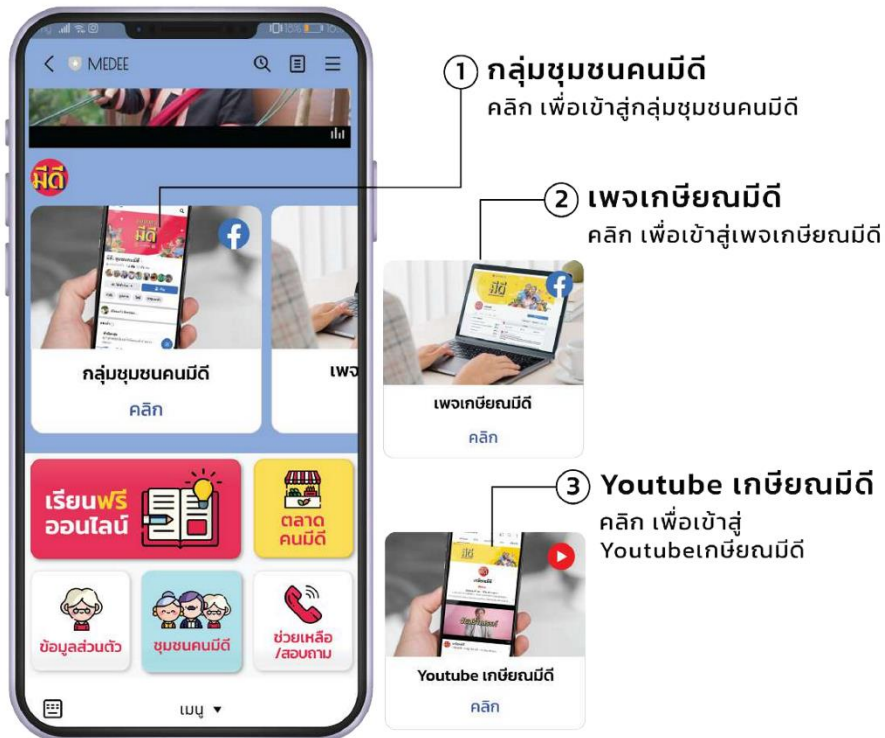 MEDEE
มีดี
มีดี
กลุ่มชุมชนคนมีดี
คลิก
เพจ
เรียนฟรี
ออนไลน์
ตลาด
คนมีดี
ข้อมูลส่วนตัว
ชุมชนคนมีดี
ช่วยเหลือ
/สอบถาม
เมนู ▼
1 กลุ่มชุมชนคนมีดี
คลิก เพื่อเข้าสู่กลุ่มชุมชนคนมีดี
2 เพจเกษียณมีดี
คลิก เพื่อเข้าสู่เพจเกษียณมีดี
มีดี
เพจเกษียณมีดี
คลิก
3 Youtube เกษียณมีดี
คลิก เพื่อเข้าสู่
Youtubeเกษียณมีดี
มีดี
Youtube เกษียณมีดี
คลิก